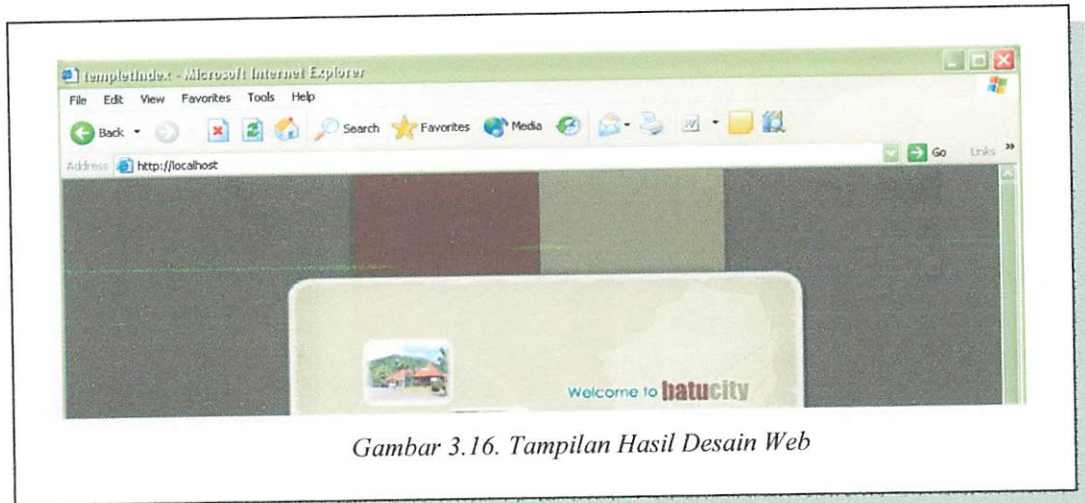 templetIndex - Microsoft Internet Explorer
File Edit View Favorites Tools Help
Back Search Favorites Media
Address http://localhost Go Links »
Welcome to batucity
Gambar 3.16. Tampilan Hasil Desain Web